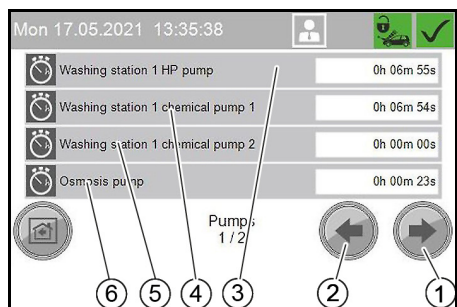 Mon 17.05.2021 13:35:38
Washing station 1 HP pump 0h 06m 55s
Washing station 1 chemical pump 1 0h 06m 54s
Washing station 1 chemical pump 2 0h 00m 00s
Osmosis pump 0h 00m 23s
Pumps
1/2
6 5 4 3 2 1